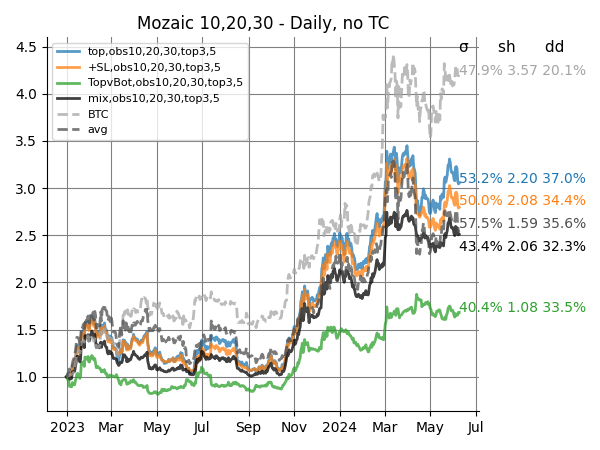 Mozaic 10,20,30 - Daily, no TC
σ sh dd
top,obs10,20,30,top3,5
+SL,obs10,20,30,top3,5
TopvBot,obs10,20,30,top3,5
mix,obs10,20,30,top3,5
BTC
avg
47.9% 3.57 20.1%
53.2% 2.20 37.0%
50.0% 2.08 34.4%
57.5% 1.59 35.6%
43.4% 2.06 32.3%
40.4% 1.08 33.5%
4.5
4.0
3.5
3.0
2.5
2.0
1.5
1.0
2023 Mar May Jul Sep Nov 2024 Mar May Jul